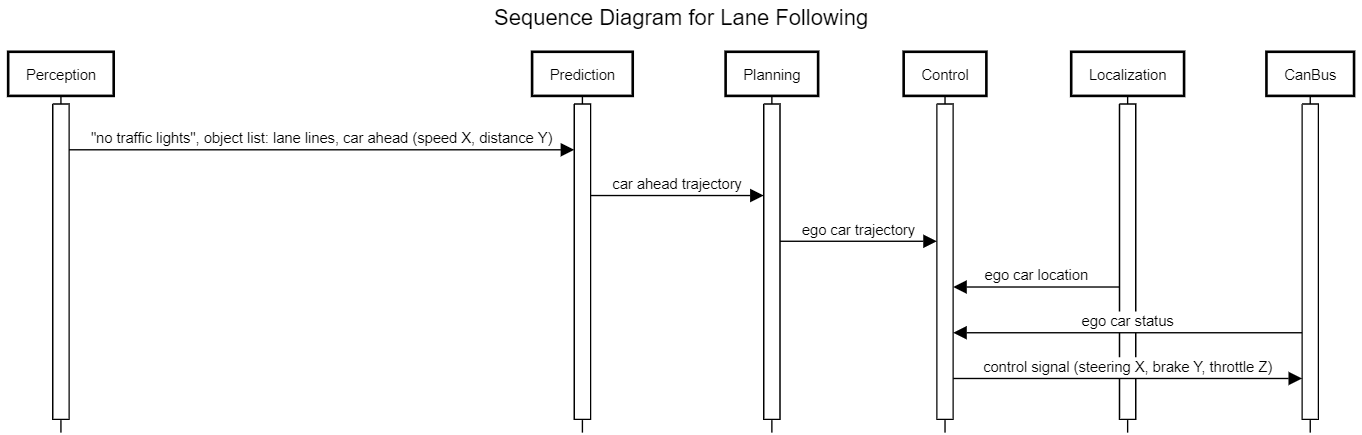 Sequence Diagram for Lane Following
Perception
Prediction
Planning
Control
Localization
CanBus
"no traffic lights", object list: lane lines, car ahead (speed X, distance Y)
car ahead trajectory
ego car trajectory
ego car location
ego car status
control signal (steering X, brake Y, throttle Z)